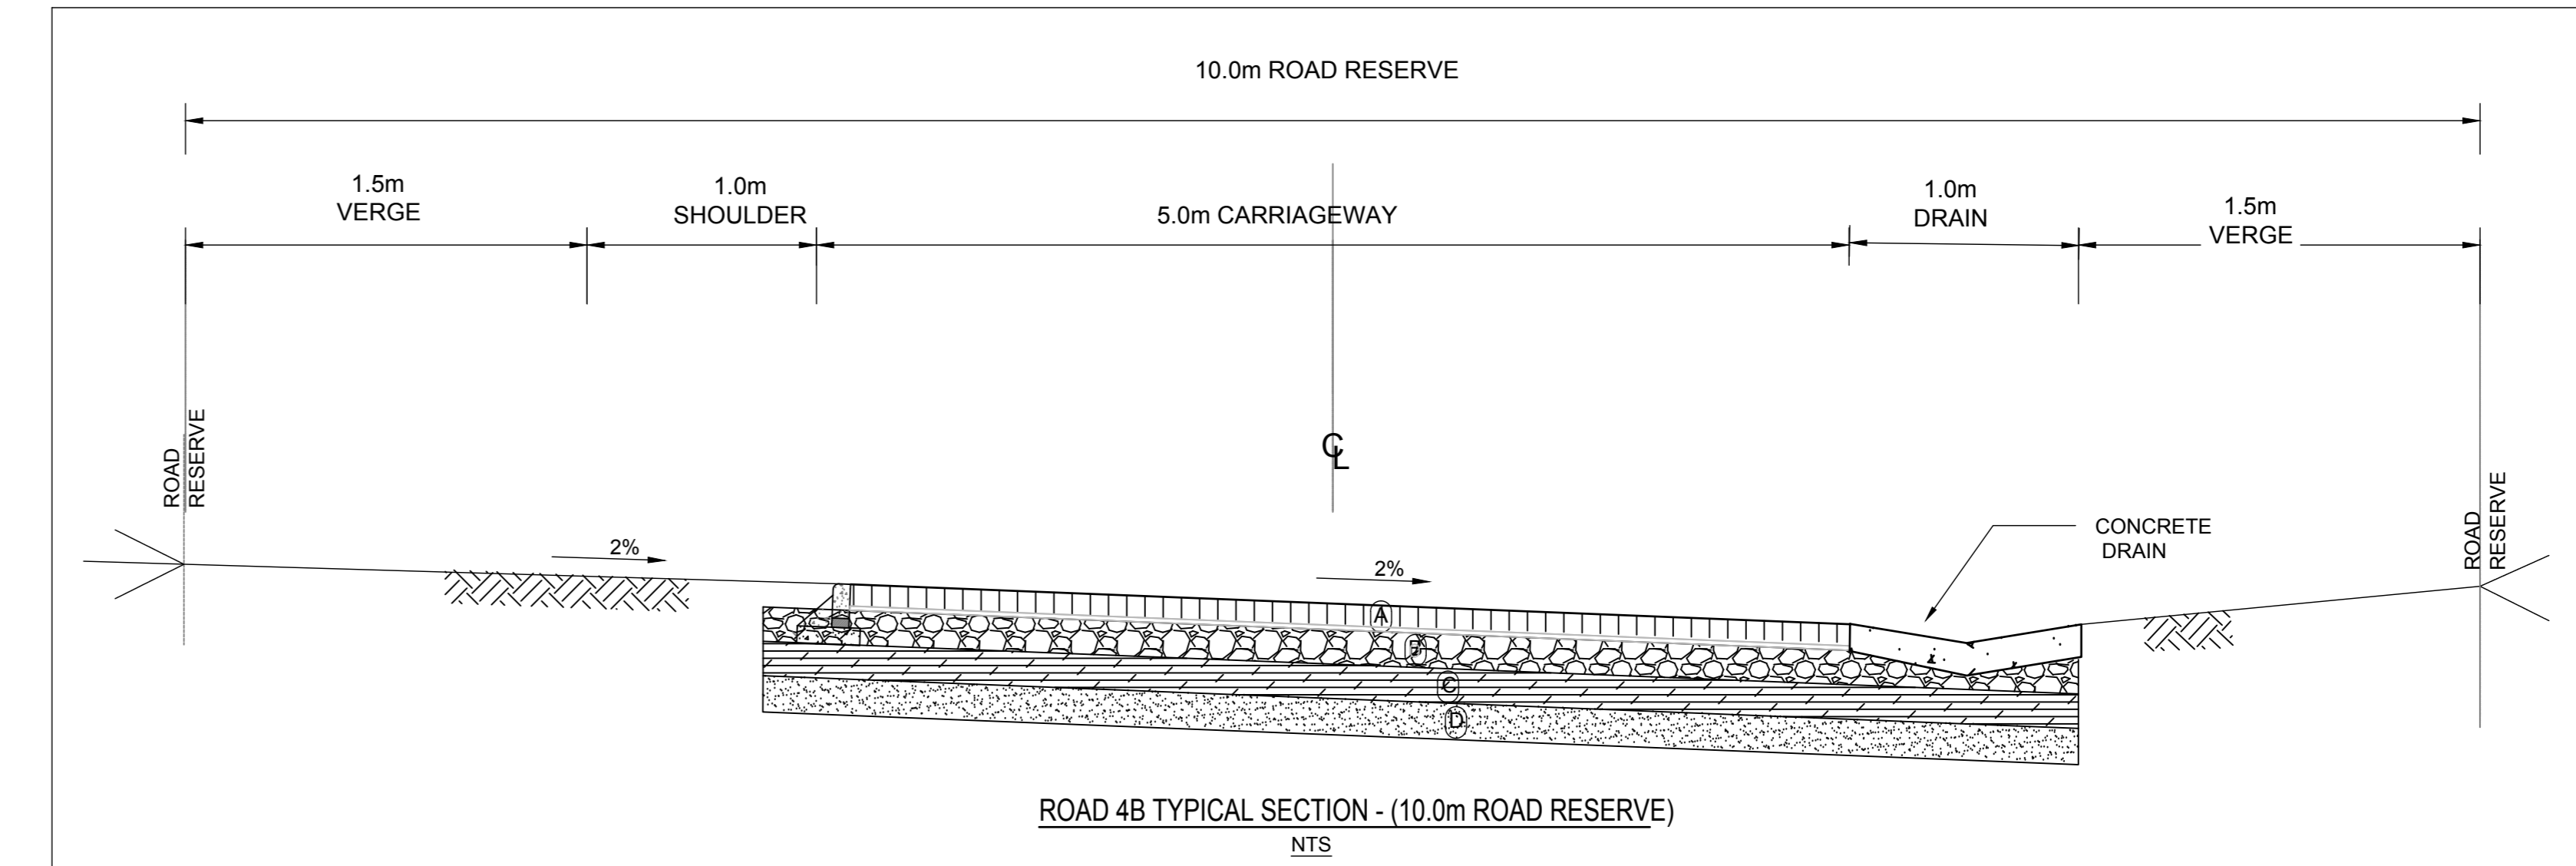 10.0m ROAD RESERVE
1.5m
VERGE
1.0m
SHOULDER
5.0m CARRIAGEWAY
1.0m
DRAIN
1.5m
VERGE
ROAD
RESERVE
CL
ROAD
RESERVE
2%
2%
CONCRETE
DRAIN
A
C
D
ROAD 4B TYPICAL SECTION - (10.0m ROAD RESERVE)
NTS